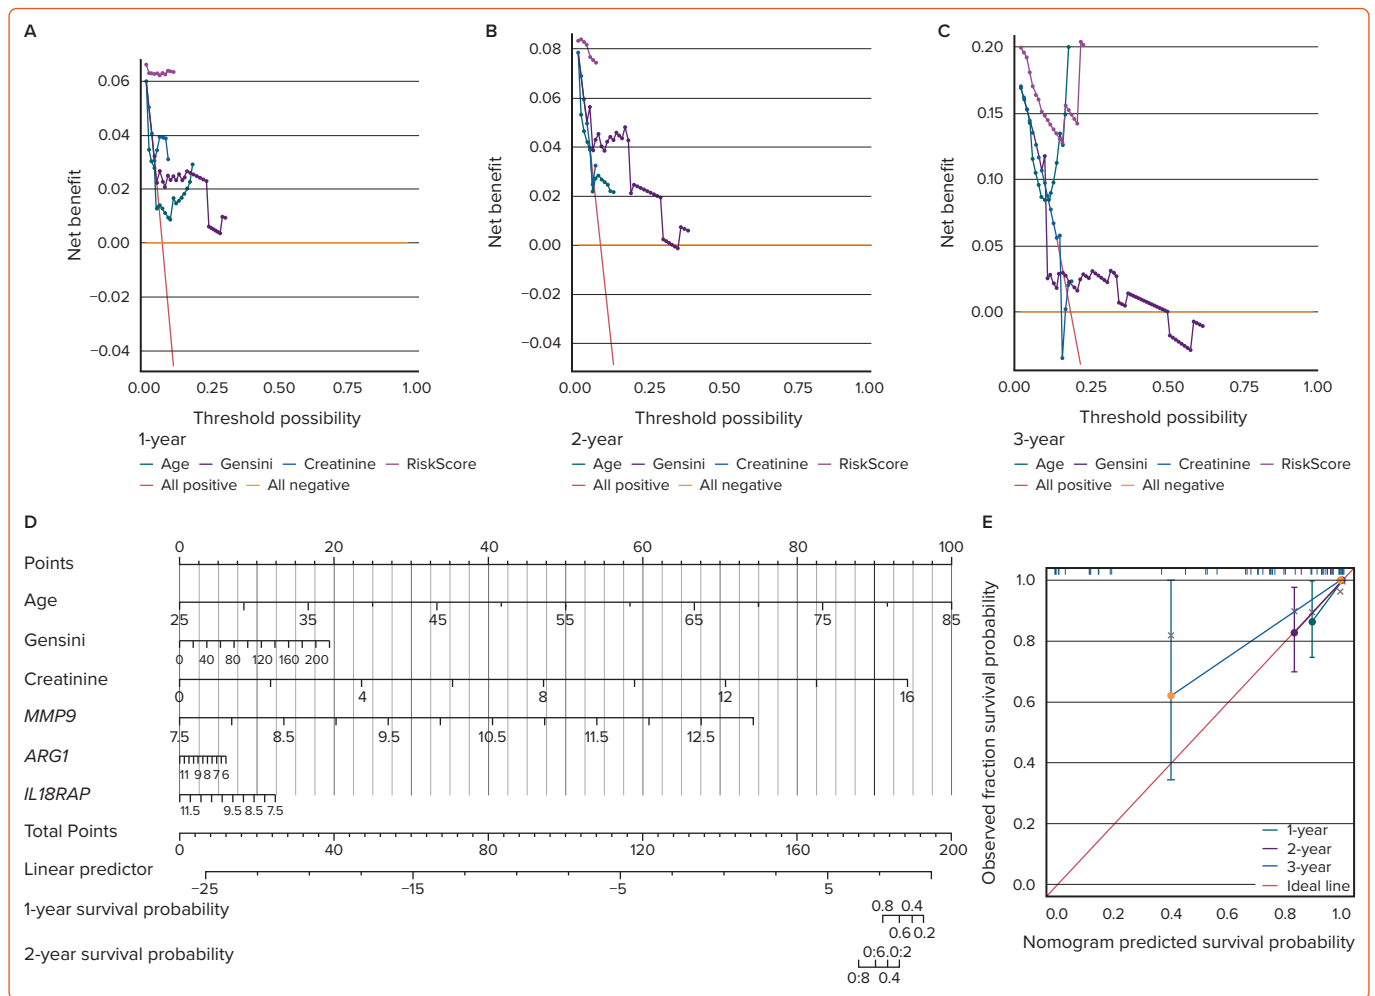 A
B
C
Net benefit
0.06
0.04
0.02
0.00
−0.02
−0.04
0.00 0.25 0.50 0.75 1.00
Threshold possibility
1-year
Age Gensini Creatinine RiskScore
All positive All negative
Net benefit
0.08
0.06
0.04
0.02
0.00
−0.02
−0.04
0.00 0.25 0.50 0.75 1.00
Threshold possibility
2-year
Age Gensini Creatinine RiskScore
All positive All negative
Net benefit
0.20
0.15
0.10
0.05
0.00
0.00 0.25 0.50 0.75 1.00
Threshold possibility
3-year
Age Gensini Creatinine RiskScore
All positive All negative
D
0 20 40 60 80 100
Points
Age
25 35 45 55 65 75 85
Gensini
0 40 80 120 160 200
Creatinine
0 4 8 12 16
MMP9
7.5 8.5 9.5 10.5 11.5 12.5
ARG1
11 9 8 7 6
IL18RAP
11.5 9.5 8.5 7.5
Total Points
0 40 80 120 160 200
Linear predictor
−25 −15 −5 5
1-year survival probability
0.8 0.4
0.6 0.2
2-year survival probability
0:6 0:2
0:8 0.4
E
Observed fraction survival probability
1.0
0.8
0.6
0.4
0.2
0.0
1-year
2-year
3-year
Ideal line
0.0 0.2 0.4 0.6 0.8 1.0
Nomogram predicted survival probability